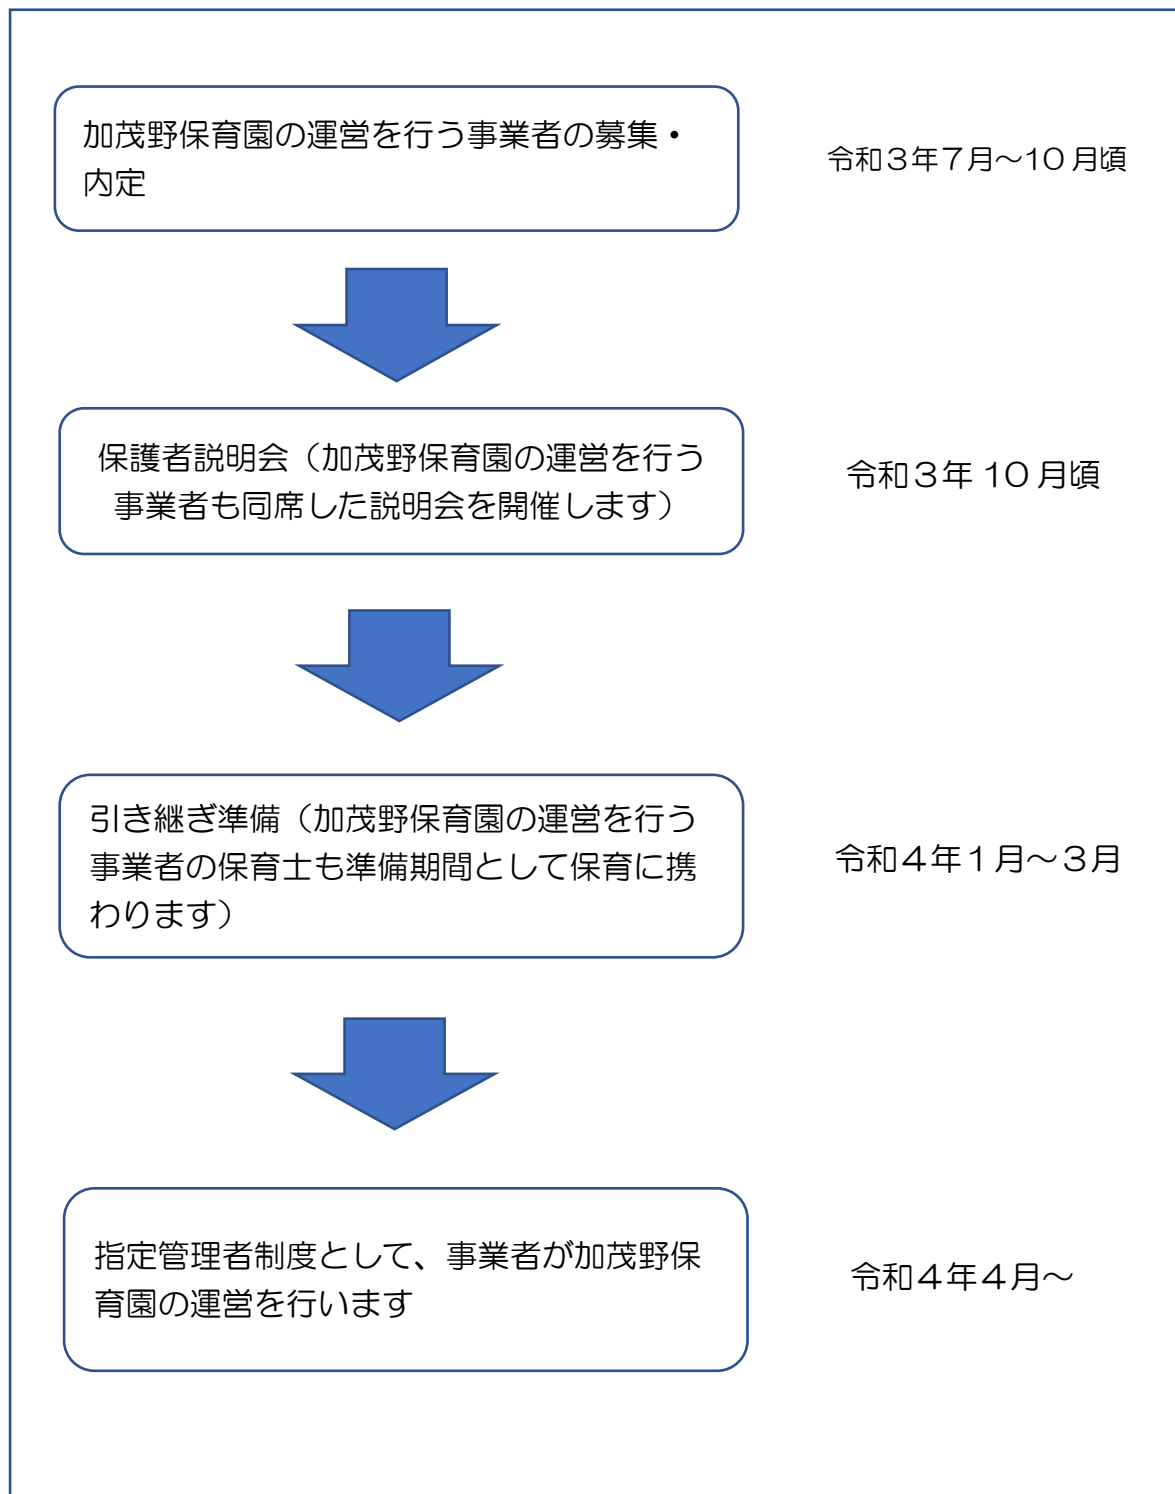 加茂野保育園の運営を行う事業者の募集・
内定
令和３年７月～10 月頃
保護者説明会（加茂野保育園の運営を行う
事業者も同席した説明会を開催します）
令和３年 10 月頃
引き継ぎ準備（加茂野保育園の運営を行う
事業者の保育士も準備期間として保育に携
わります）
令和４年１月～３月
指定管理者制度として、事業者が加茂野保
育園の運営を行います
令和４年４月～